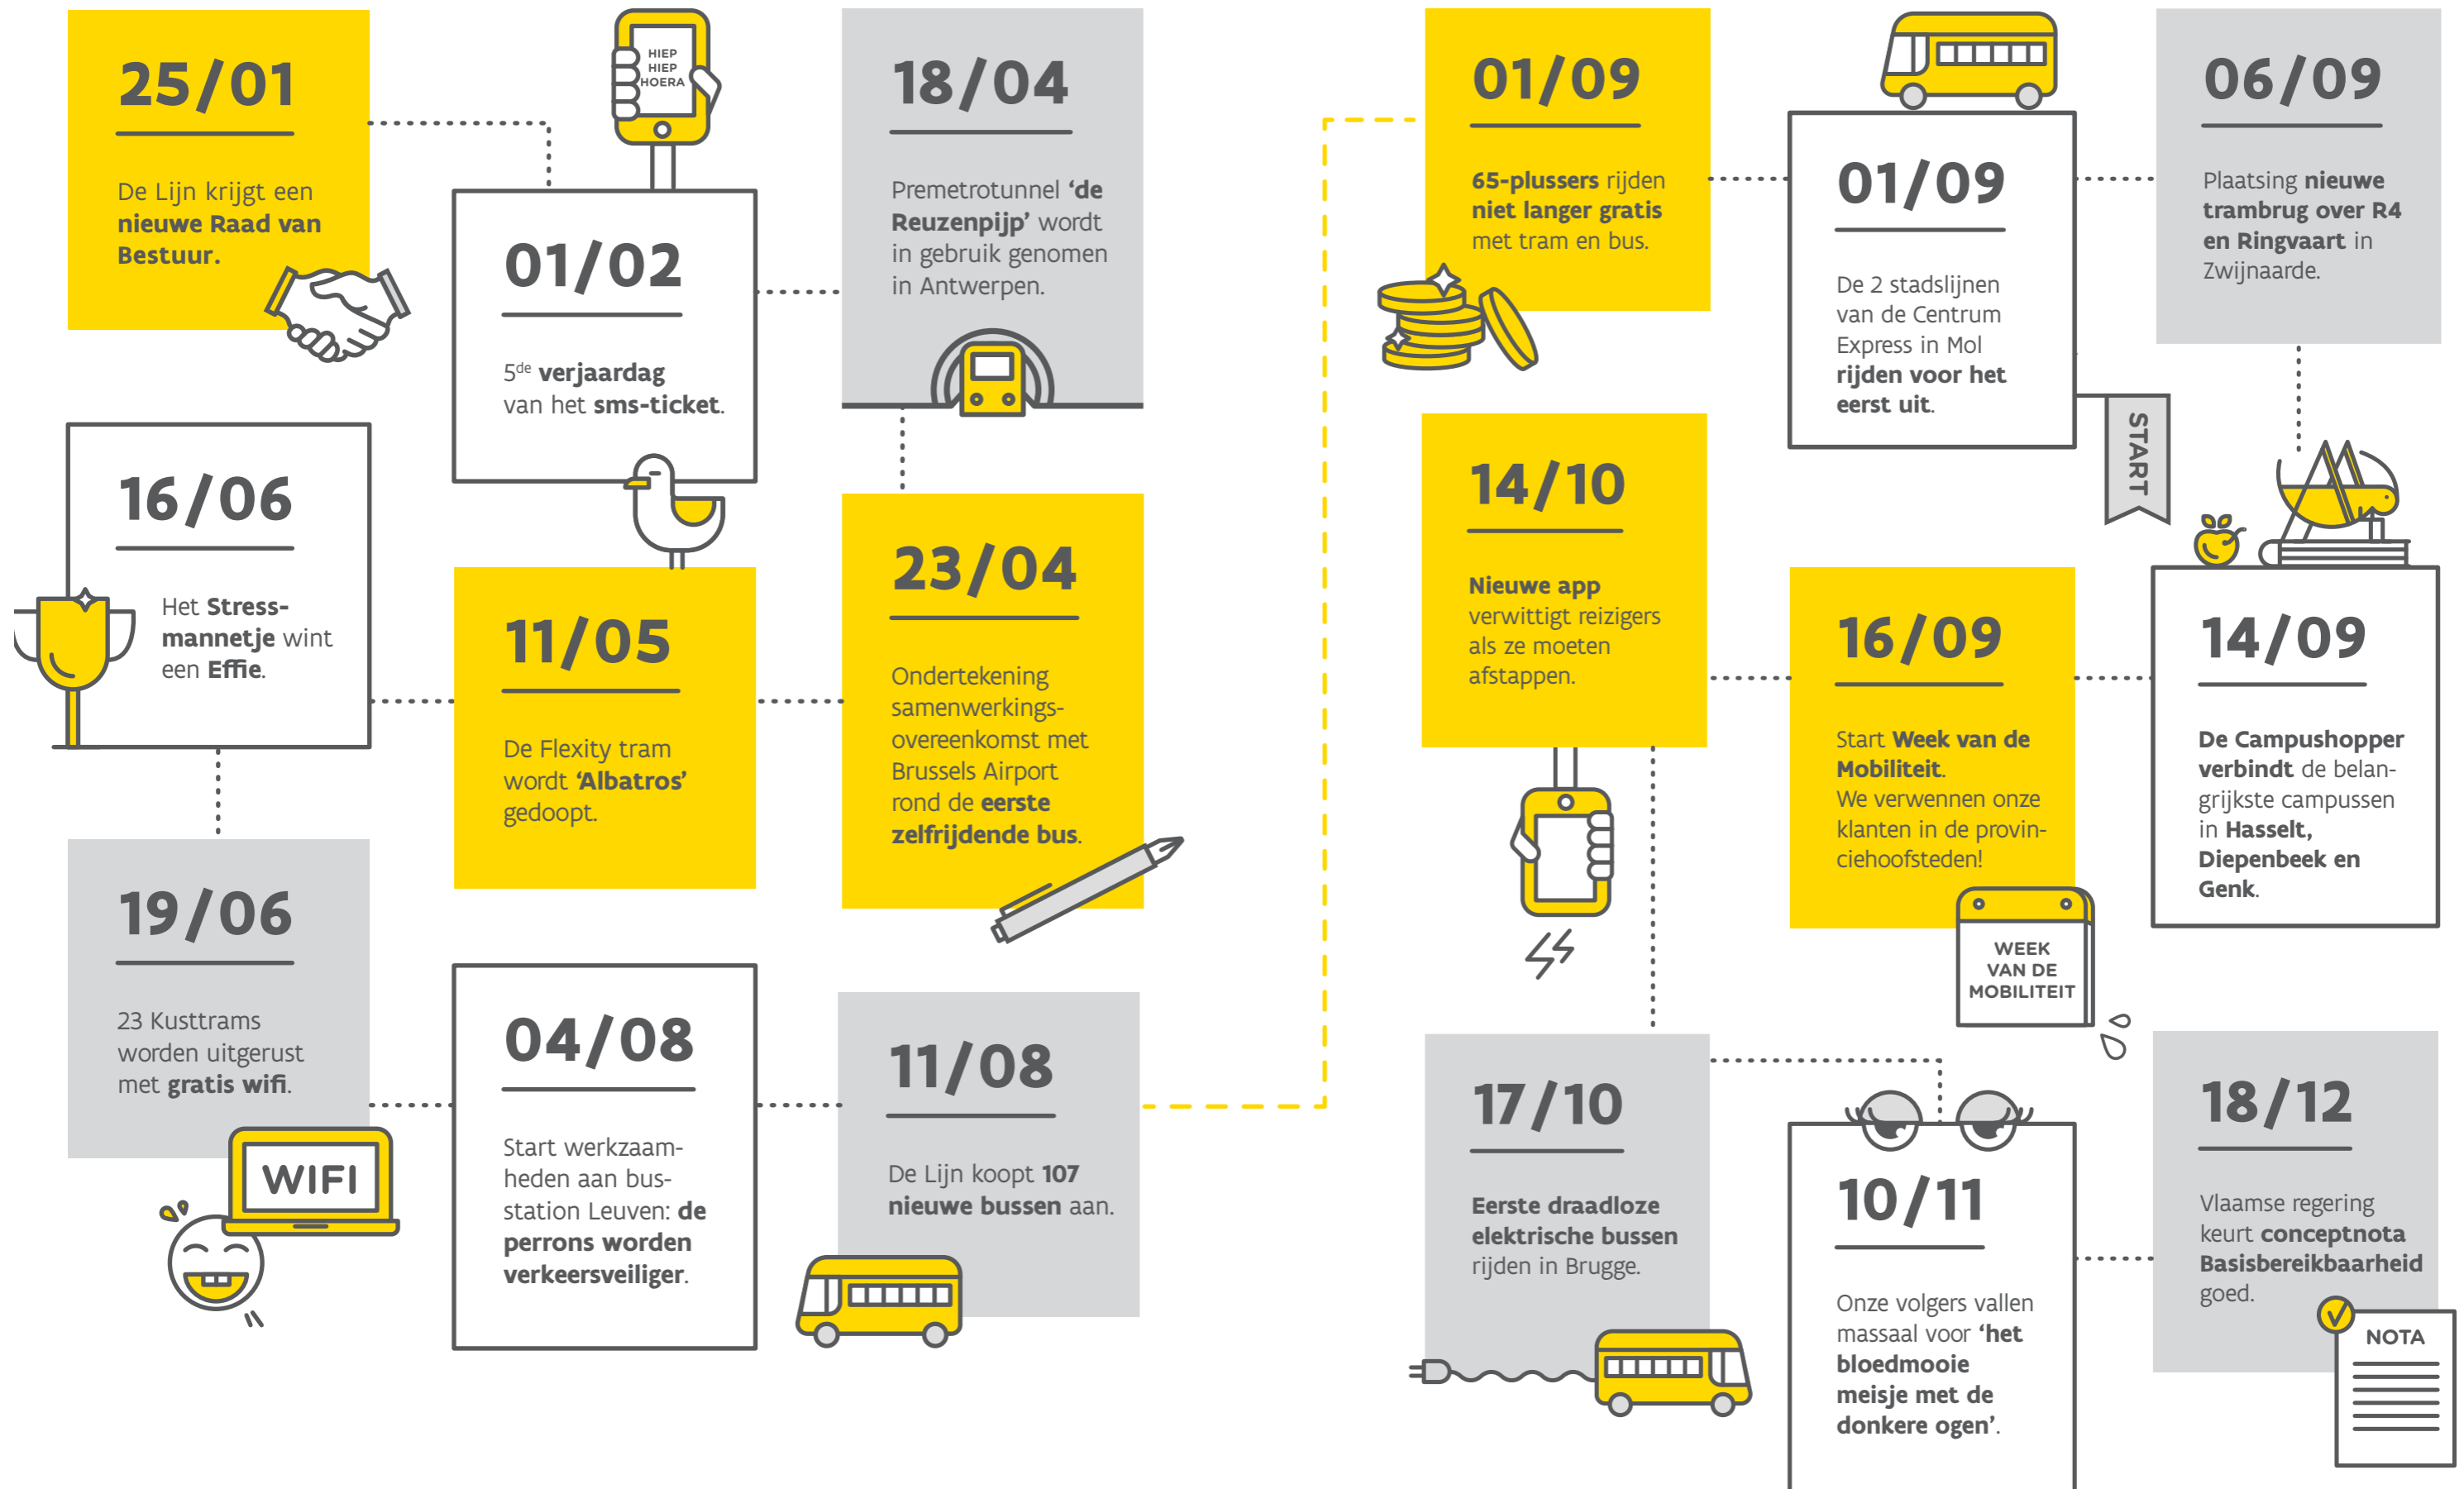 25/01
De Lijn krijgt een
nieuwe Raad van
Bestuur.
HIEP
HIEP
HOERA
01/02
5de verjaardag
van het sms-ticket.
18/04
Premetrotunnel ‘de
Reuzenpijp’ wordt
in gebruik genomen
in Antwerpen.
23/04
Ondertekening
samenwerkings-
overeenkomst met
Brussels Airport
rond de eerste
zelfrijdende bus.
11/05
De Flexity tram
wordt ‘Albatros’
gedoopt.
16/06
Het Stress-
mannetje wint
een Effie.
19/06
23 Kusttrams
worden uitgerust
met gratis wifi.
WIFI
04/08
Start werkzaam-
heden aan bus-
station Leuven: de
perrons worden
verkeersveiliger.
11/08
De Lijn koopt 107
nieuwe bussen aan.
01/09
65-plussers rijden
niet langer gratis
met tram en bus.
01/09
De 2 stadslijnen
van de Centrum
Express in Mol
rijden voor het
eerst uit.
START
06/09
Plaatsing nieuwe
trambrug over R4
en Ringvaart in
Zwijnaarde.
14/09
De Campushopper
verbindt de belan-
grijkste campussen
in Hasselt,
Diepenbeek en
Genk.
16/09
Start Week van de
Mobiliteit.
We verwennen onze
klanten in de provin-
ciehoofsteden!
WEEK
VAN DE
MOBILITEIT
14/10
Nieuwe app
verwittigt reizigers
als ze moeten
afstappen.
17/10
Eerste draadloze
elektrische bussen
rijden in Brugge.
10/11
Onze volgers vallen
massaal voor ‘het
bloedmooie
meisje met de
donkere ogen’.
18/12
Vlaamse regering
keurt conceptnota
Basisbereikbaarheid
goed.
NOTA